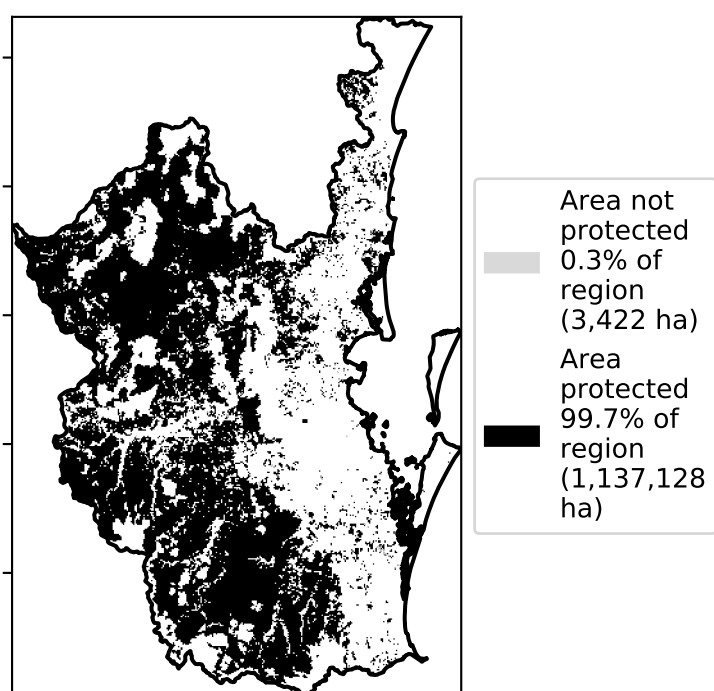 Area not
protected
0.3% of
region
(3,422 ha)
Area
protected
99.7% of
region
(1,137,128
ha)